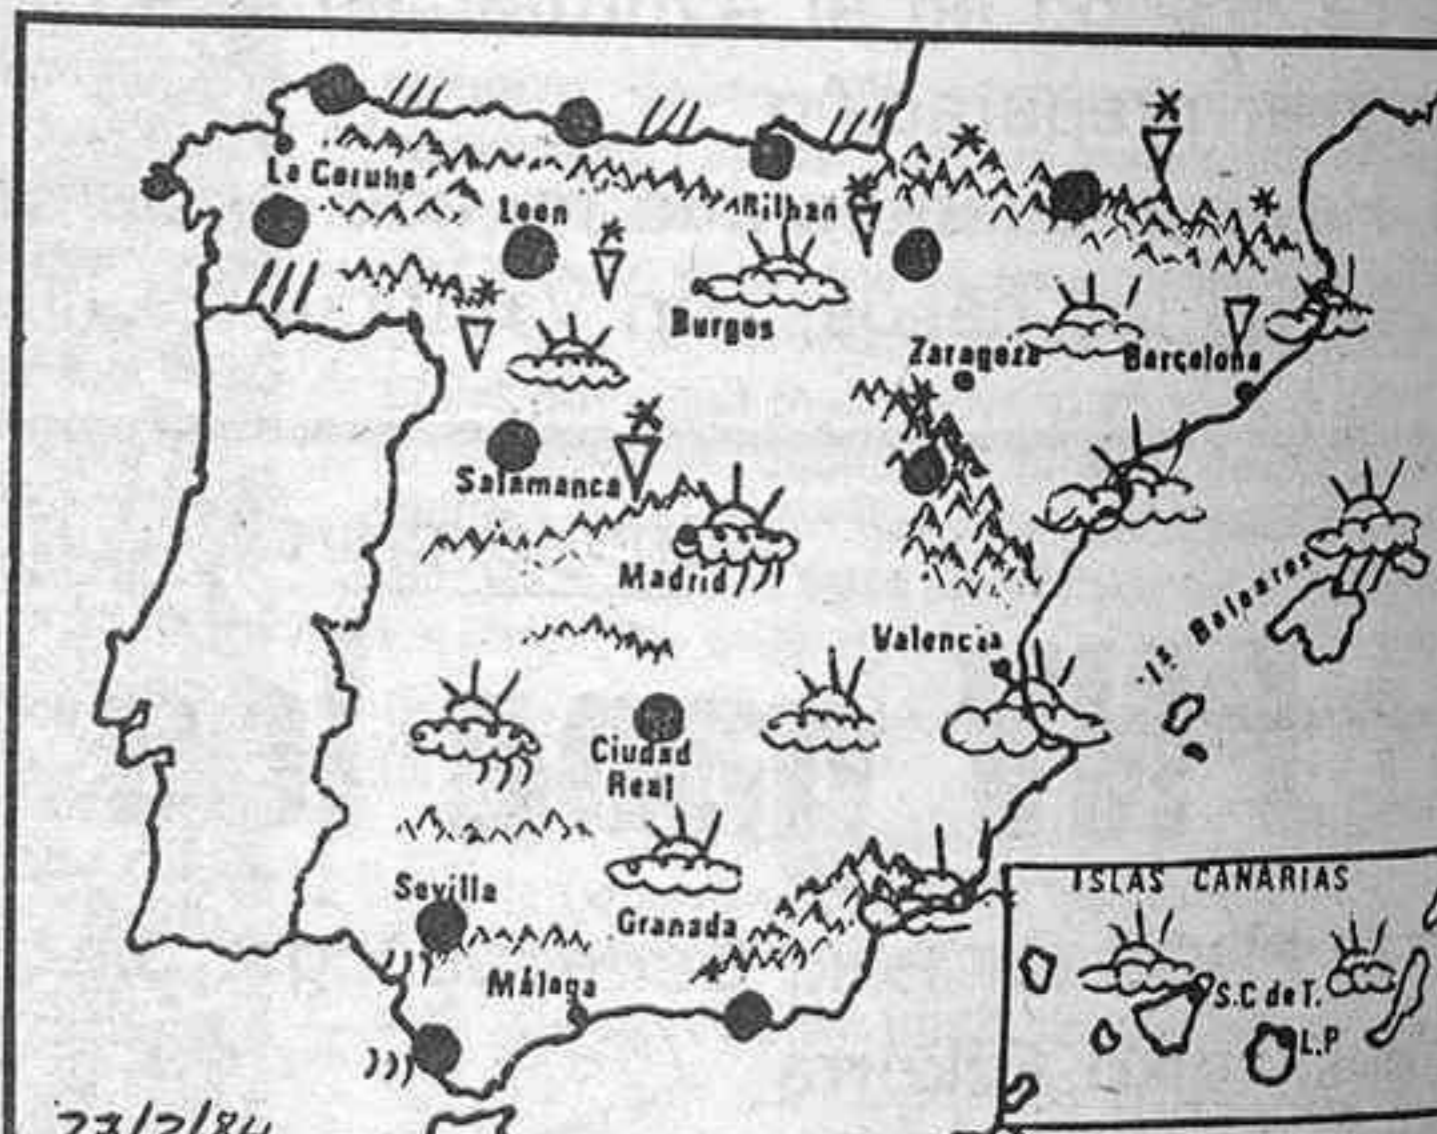 La Coruña
Leon
Bilbao
Burgos
Zaragoza
Barcelona
Salamanca
Madrid
Is. Baleares
Valencia
Ciudad
Real
Sevilla
Granada
Málaga
ISLAS CANARIAS
S.C de T.
L.P